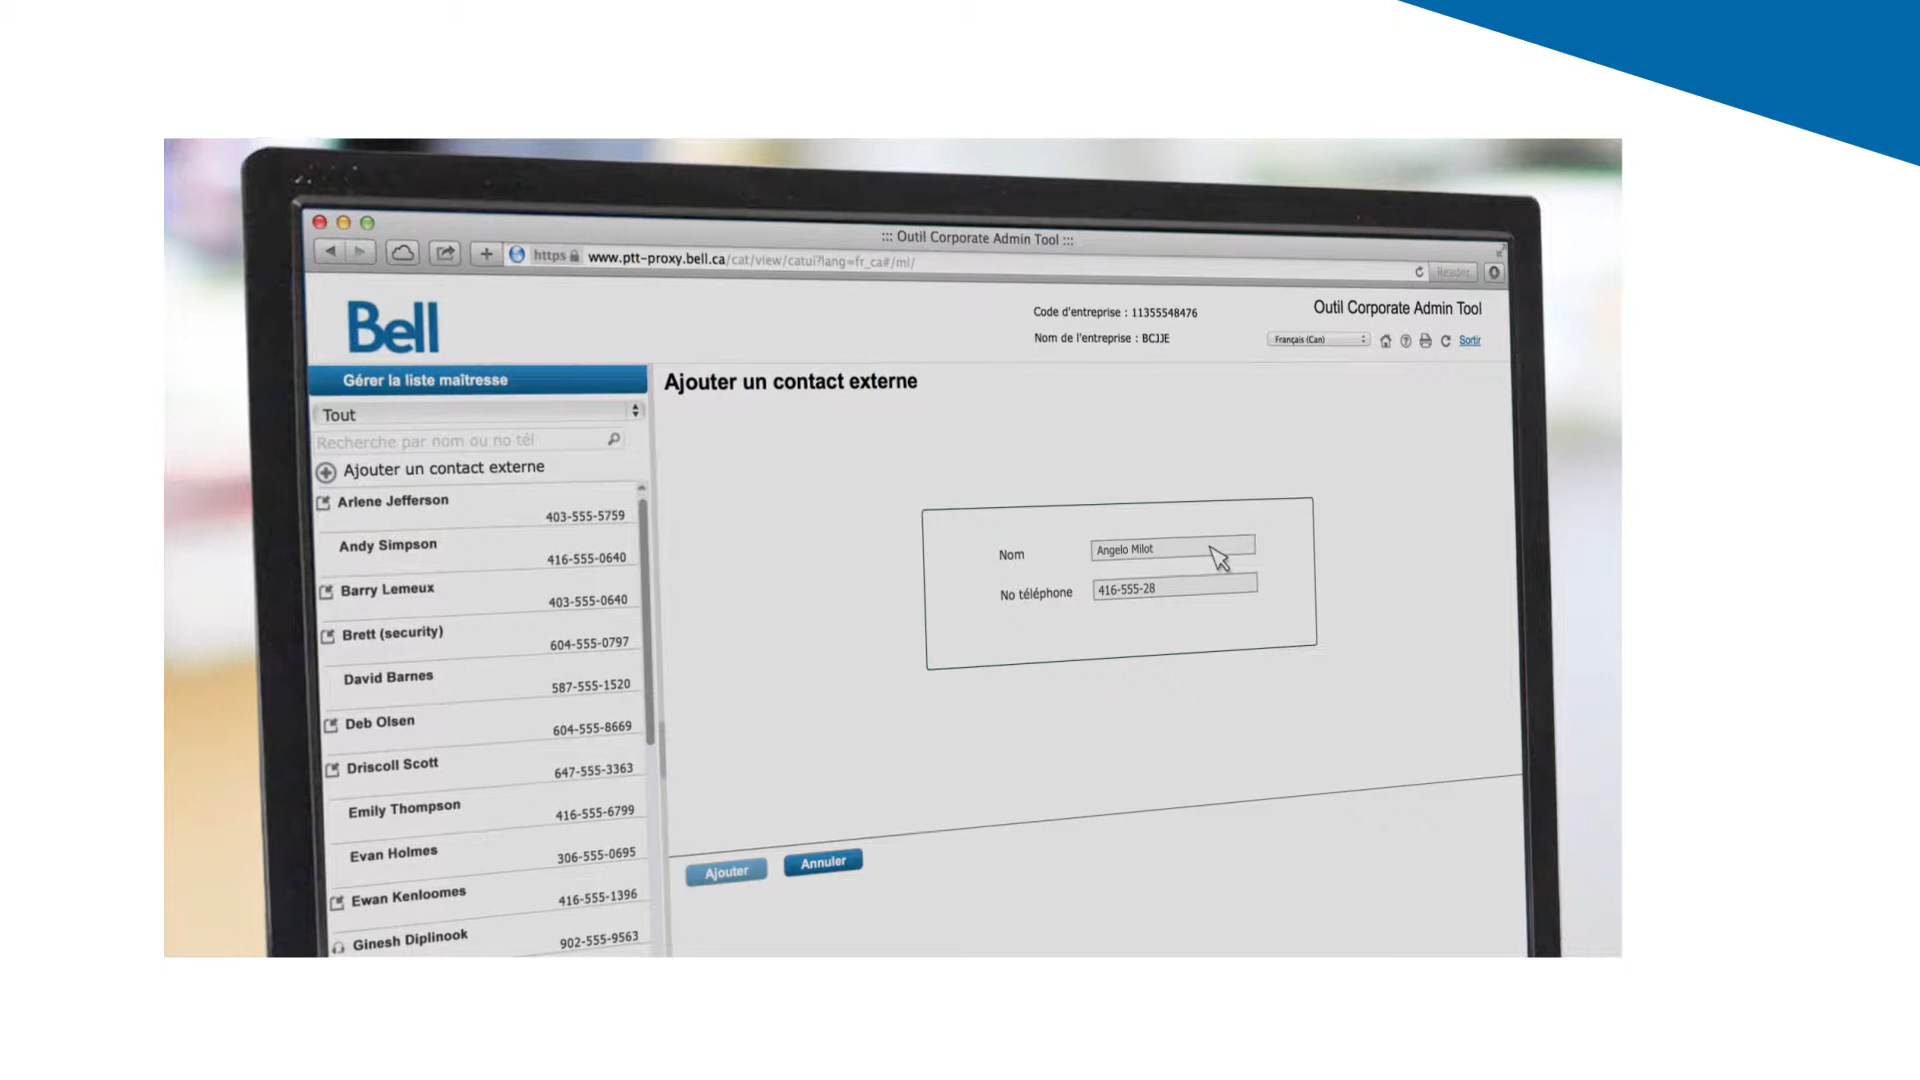 ::: Outil Corporate Admin Tool :::
https www.ptt-proxy.bell.ca/cat/view/catui?lang=fr_ca#/ml/
Reader
Bell
Code d'entreprise : 11355548476
Nom de l'entreprise : BCJJE
Outil Corporate Admin Tool
Français (Can)
Sortir
Gérer la liste maîtresse
Tout
Recherche par nom ou no tél
Ajouter un contact externe
Arlene Jefferson
403-555-5759
Andy Simpson
416-555-0640
Barry Lemeux
403-555-0640
Brett (security)
604-555-0797
David Barnes
587-555-1520
Deb Olsen
604-555-8669
Driscoll Scott
647-555-3363
Emily Thompson
416-555-6799
Evan Holmes
306-555-0695
Ewan Kenloomes
416-555-1396
Ginesh Diplinook
902-555-9563
Ajouter un contact externe
Nom
Angelo Milot
No téléphone
416-555-28
Ajouter
Annuler